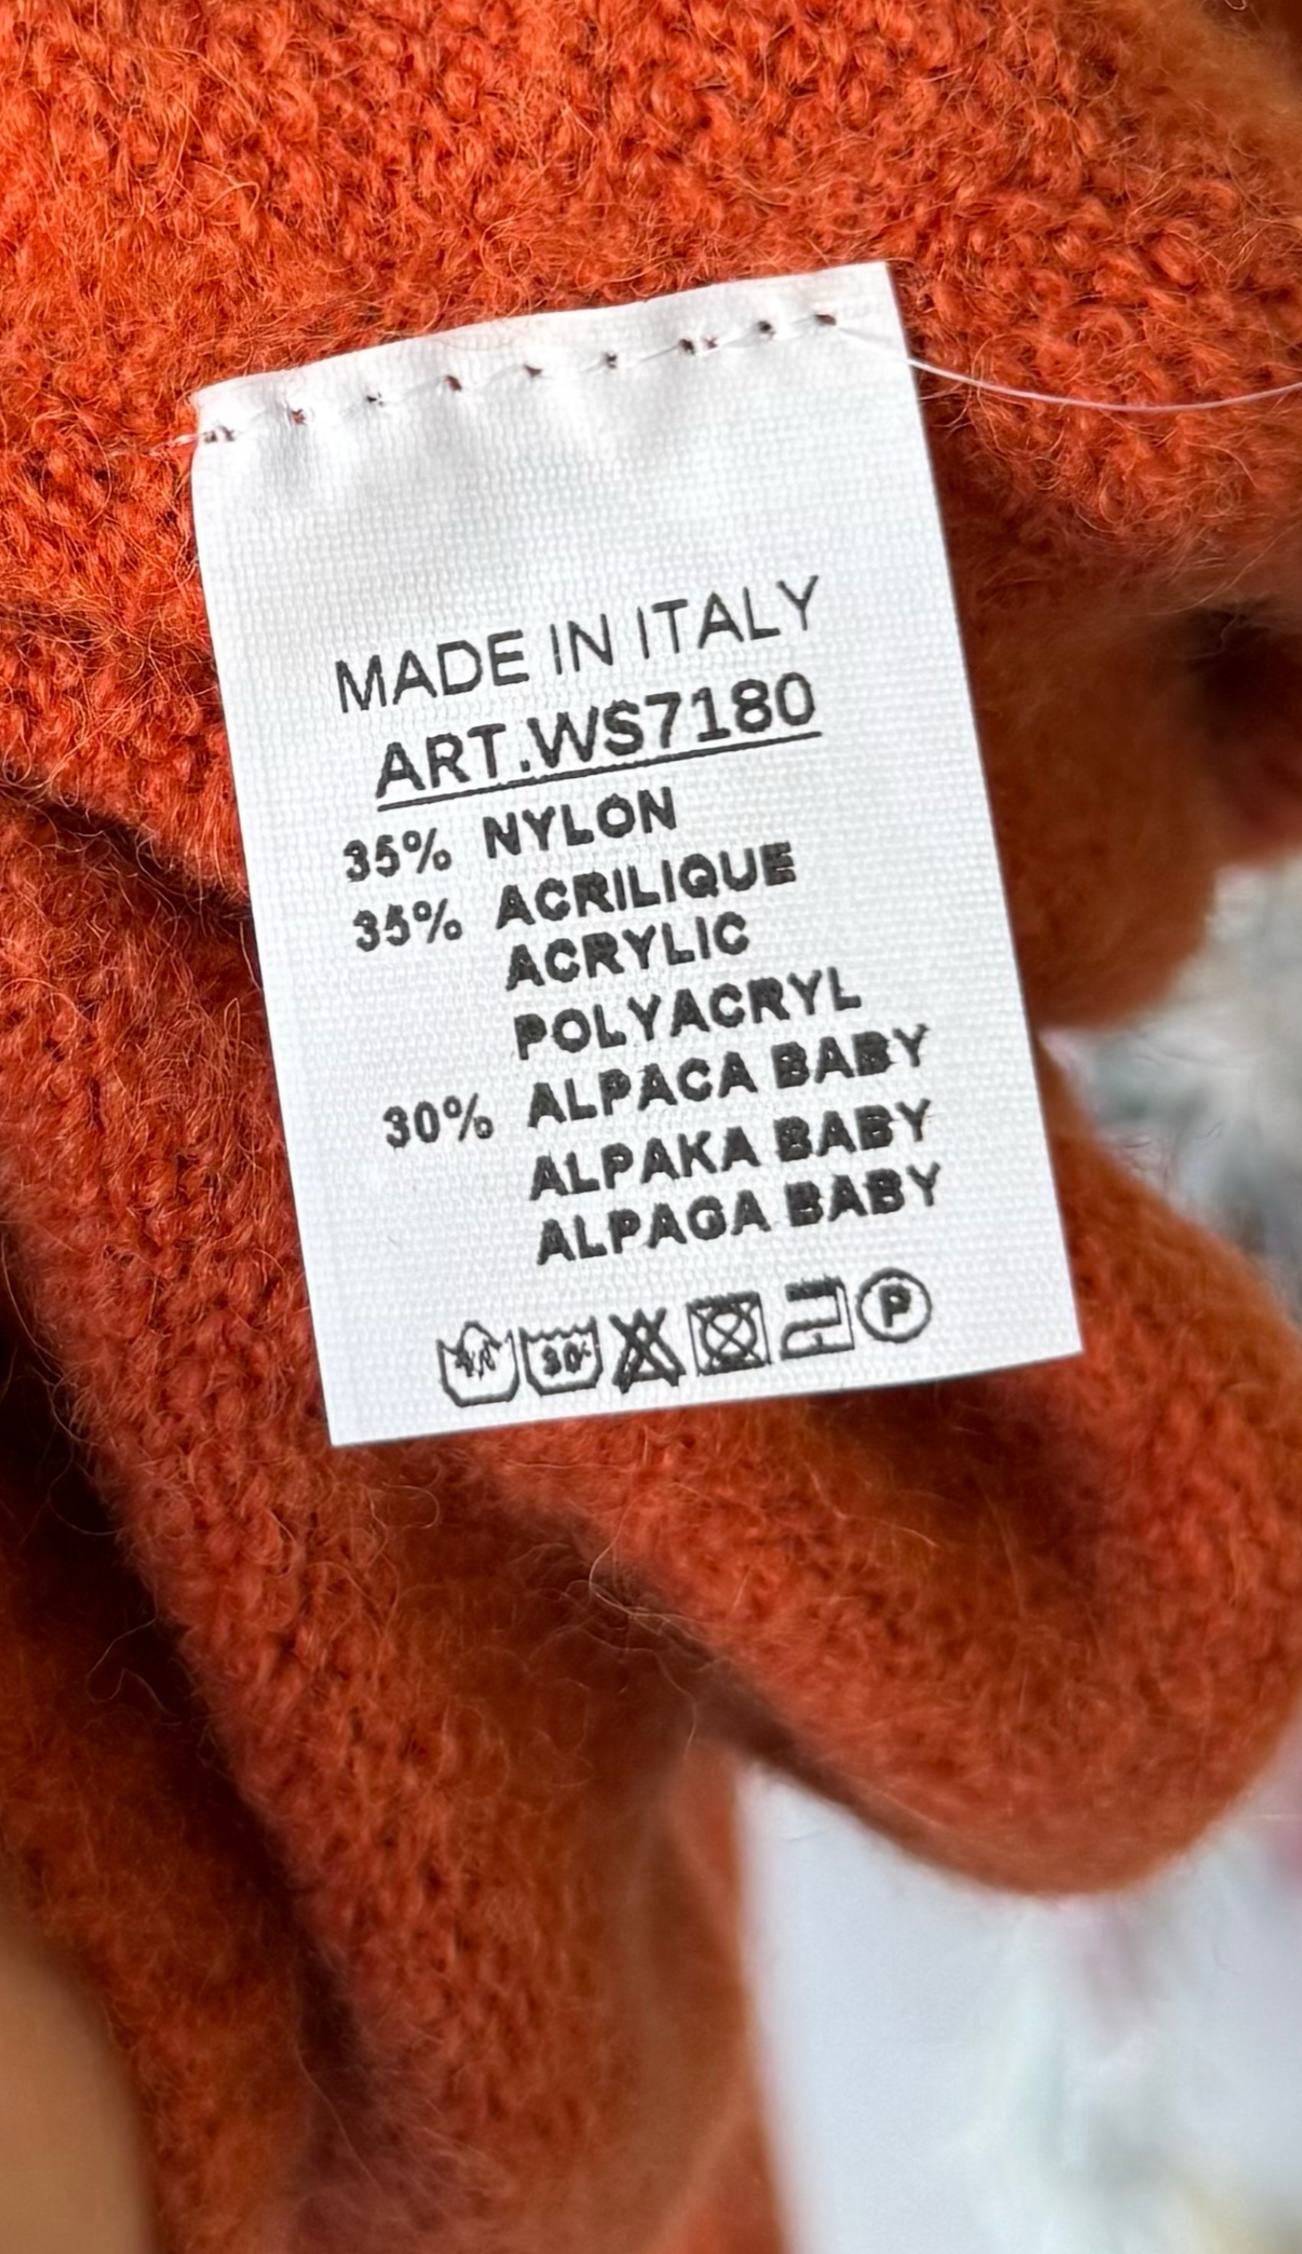 MADE IN ITALY
ART.WS7180
35% NYLON
35% ACRILIQUE
ACRYLIC
POLYACRYL
30% ALPACA BABY
ALPAKA BABY
ALPAGA BABY
30° P